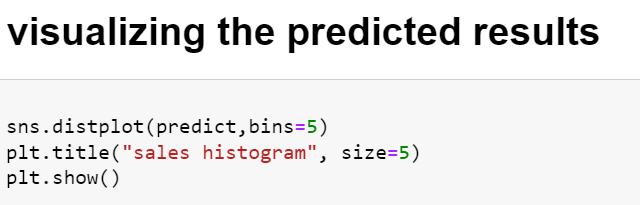 visualizing the predicted results
sns.distplot(predict,bins=5)
plt.title("sales histogram", size=5)
plt.show()